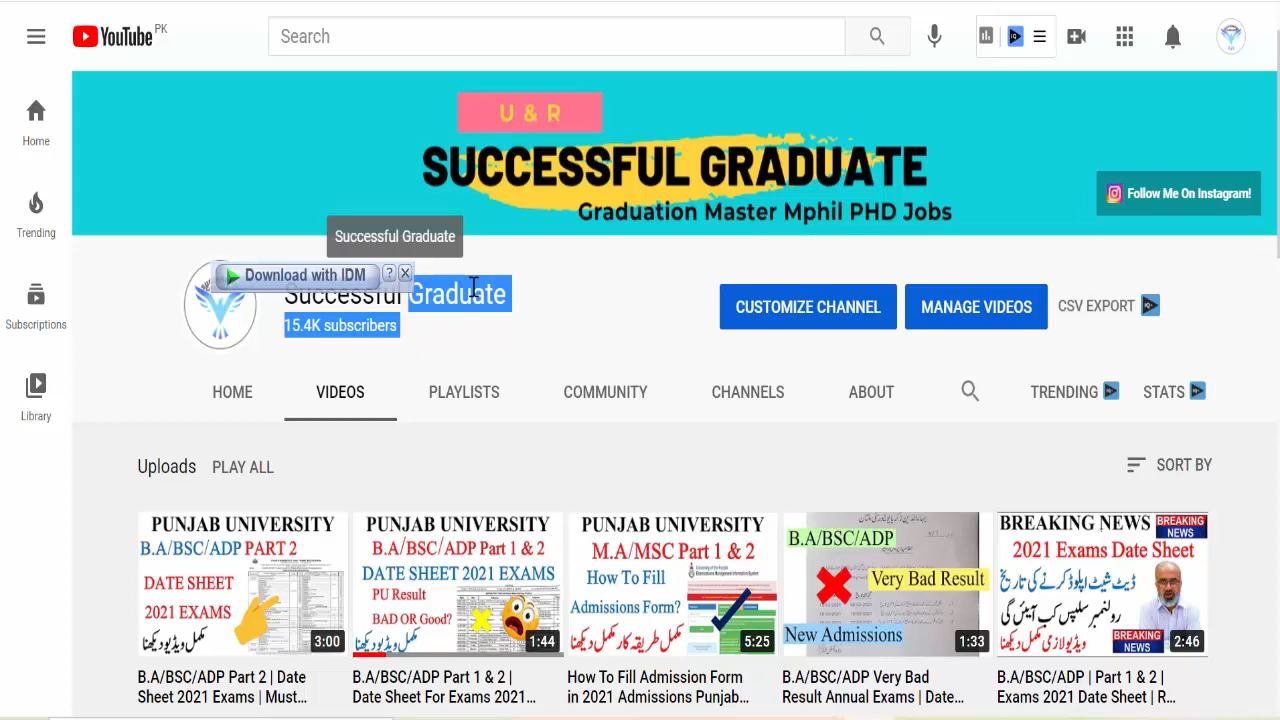 YouTube PK
Search
Home
Trending
Subscriptions
Library
U & R
SUCCESSFUL GRADUATE
Graduation Master Mphil PHD Jobs
Follow Me On Instagram!
Successful Graduate
Download with IDM ? X
Successful Graduate
15.4K subscribers
CUSTOMIZE CHANNEL
MANAGE VIDEOS
CSV EXPORT
HOME
VIDEOS
PLAYLISTS
COMMUNITY
CHANNELS
ABOUT
TRENDING
STATS
Uploads PLAY ALL
SORT BY
PUNJAB UNIVERSITY
B.A/BSC/ADP PART 2
DATE SHEET
2021 EXAMS
مکمل ویڈیو دیکھنا
3:00
B.A/BSC/ADP Part 2 | Date
Sheet 2021 Exams | Must...
PUNJAB UNIVERSITY
B.A/BSC/ADP Part 1 & 2
DATE SHEET 2021 EXAMS
PU Result
BAD OR Good?
مکمل ویڈیو دیکھنا
1:44
B.A/BSC/ADP Part 1 & 2 |
Date Sheet For Exams 2021...
PUNJAB UNIVERSITY
M.A/MSC Part 1 & 2
How To Fill
Admissions Form?
مکمل طریقہ کار مکمل دیکھنا
5:25
How To Fill Admission Form
in 2021 Admissions Punjab...
B.A/BSC/ADP
Very Bad Result
New Admissions
1:33
B.A/BSC/ADP Very Bad
Result Annual Exams | Date...
BREAKING NEWS
BREAKING
NEWS
2021 Exams Date Sheet
ڈیٹ شیٹ اپلوڈ کرنے کی تاریخ
رولنمبر سلپس کب آئیں گی
ویڈیو لازمی مکمل دیکھنا
BREAKING
NEWS
2:46
B.A/BSC/ADP | Part 1 & 2 |
Exams 2021 Date Sheet | R...